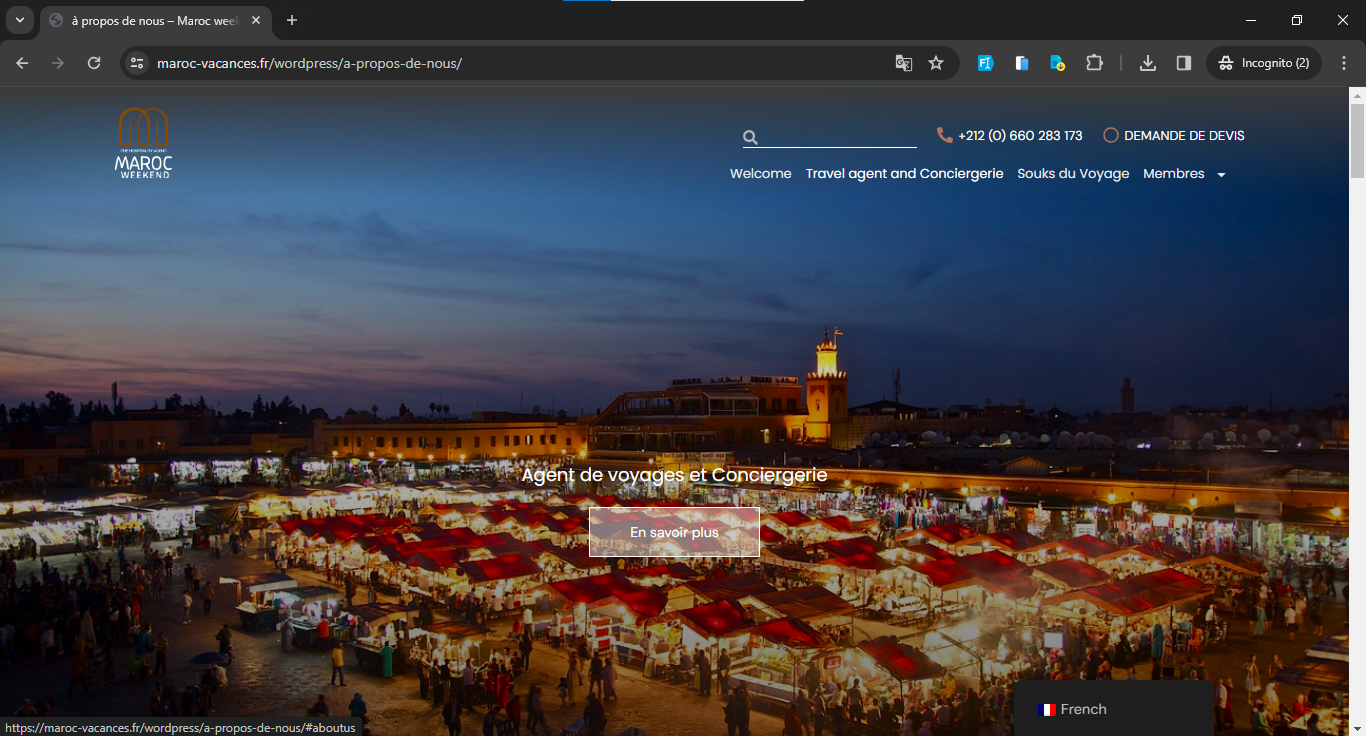 à propos de nous – Maroc week
maroc-vacances.fr/wordpress/a-propos-de-nous/
Incognito (2)
THE HOSPITALITY AGENT
MAROC
WEEKEND
+212 (0) 660 283 173
DEMANDE DE DEVIS
Welcome
Travel agent and Conciergerie
Souks du Voyage
Membres
Agent de voyages et Conciergerie
En savoir plus
French
https://maroc-vacances.fr/wordpress/a-propos-de-nous/#aboutus